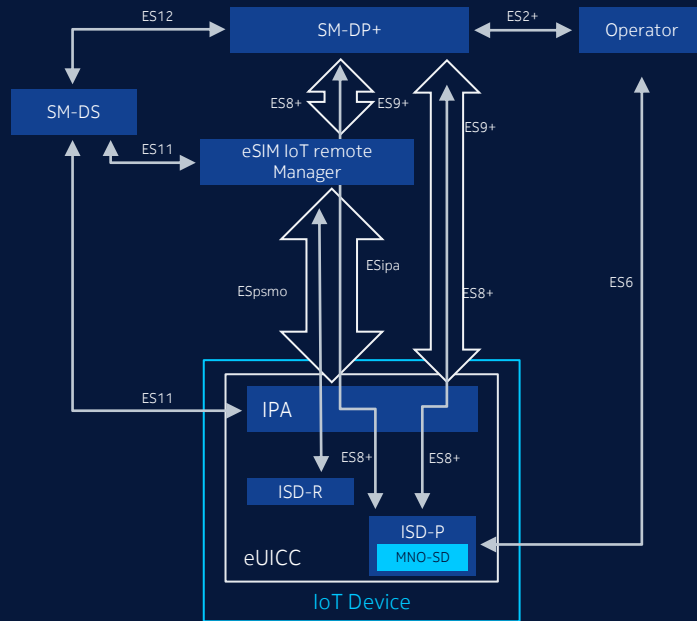 ES12
SM-DP+
ES2+
Operator
SM-DS
ES8+
ES9+
ES9+
ES11
eSIM IoT remote
Manager
ESipa
ESpsmo
ES8+
ES6
ES11
IPA
ES8+
ES8+
ISD-R
ISD-P
MNO-SD
eUICC
IoT Device